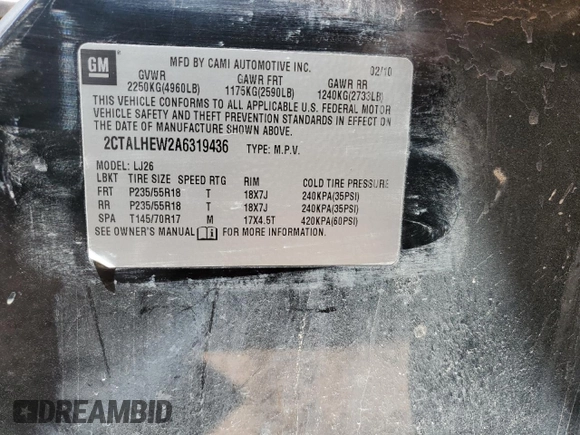 GM
MFD BY CAMI AUTOMOTIVE INC. 02/10
GVWR GAWR FRT GAWR RR
2250KG(4960LB) 1175KG(2590LB) 1240KG(2733LB)
THIS VEHICLE CONFORMS TO ALL APPLICABLE U.S. FEDERAL MOTOR
VEHICLE SAFETY AND THEFT PREVENTION STANDARDS IN EFFECT ON
THE DATE OF MANUFACTURE SHOWN ABOVE.
2CTALHEW2A6319436 TYPE: M.P.V.
MODEL: LJ26
LBKT TIRE SIZE SPEED RTG RIM COLD TIRE PRESSURE
FRT P235/55R18 T 18X7J 240KPA(35PSI)
RR P235/55R18 T 18X7J 240KPA(35PSI)
SPA T145/70R17 M 17X4.5T 420KPA(60PSI)
SEE OWNER'S MANUAL FOR MORE INFORMATION.
DREAMBID